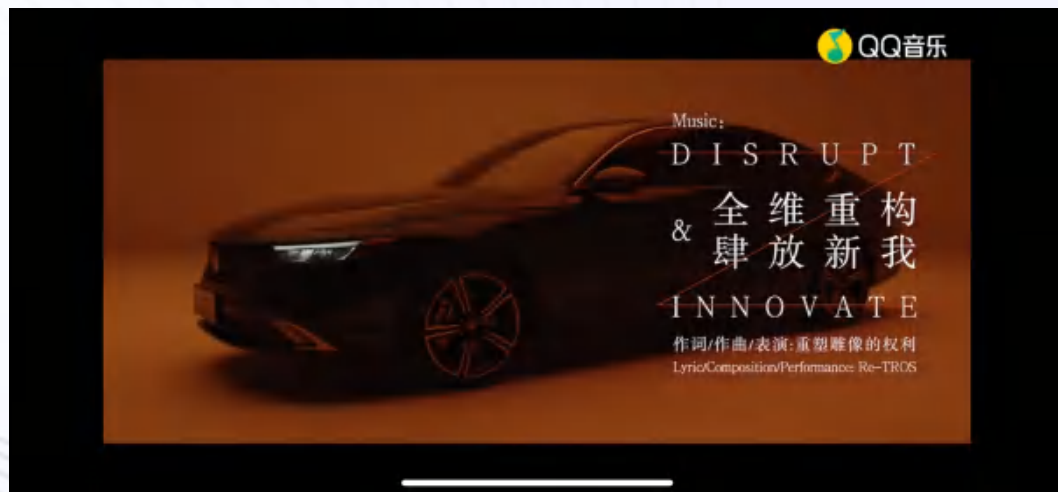 QQ音乐
Music:
DISRUPT
全维重构
&
肆放新我
INNOVATE
作词/作曲/表演:重塑雕像的权利
Lyric/Composition/Performance: Re-TROS